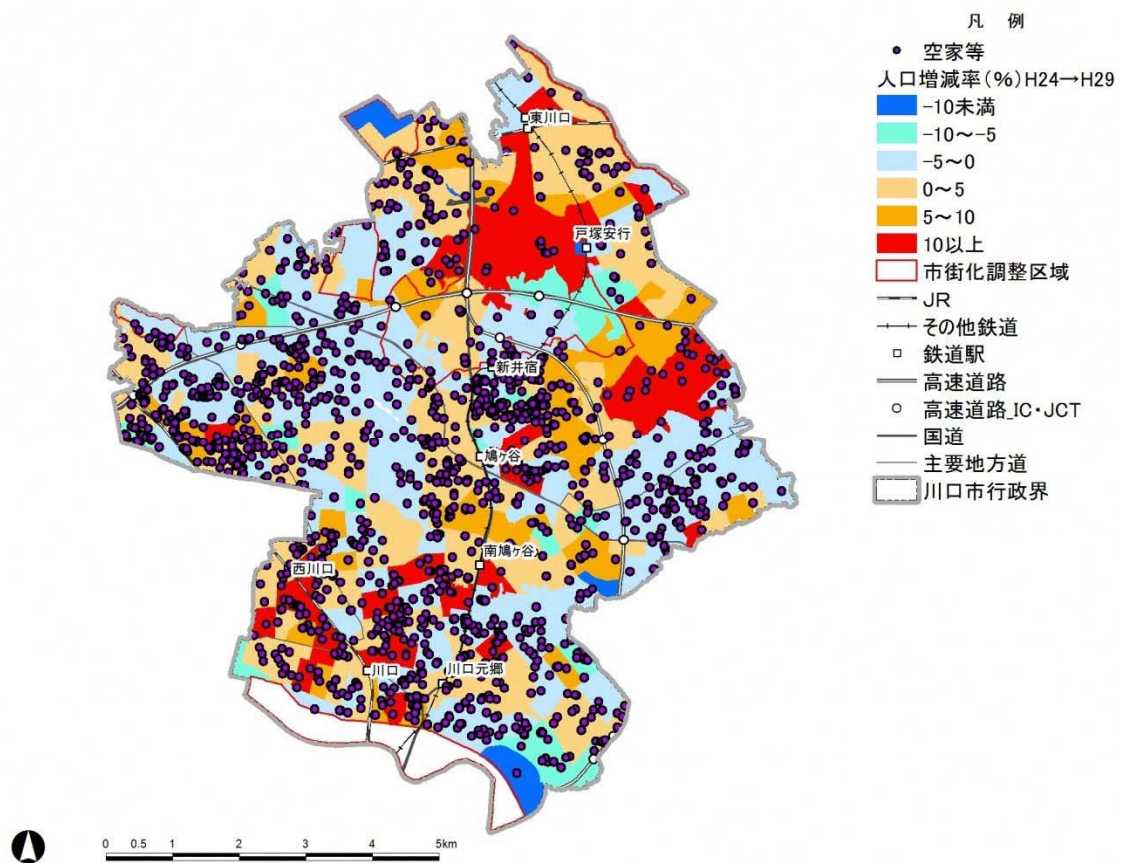 凡 例
空家等
人口増減率(%)H24→H29
-10未満
-10～-5
-5～0
0～5
5～10
10以上
市街化調整区域
JR
その他鉄道
鉄道駅
高速道路
高速道路_IC・JCT
国道
主要地方道
川口市行政界
東川口
戸塚安行
新井宿
鳩ヶ谷
南鳩ヶ谷
西川口
川口
川口元郷
0 0.5 1 2 3 4 5km